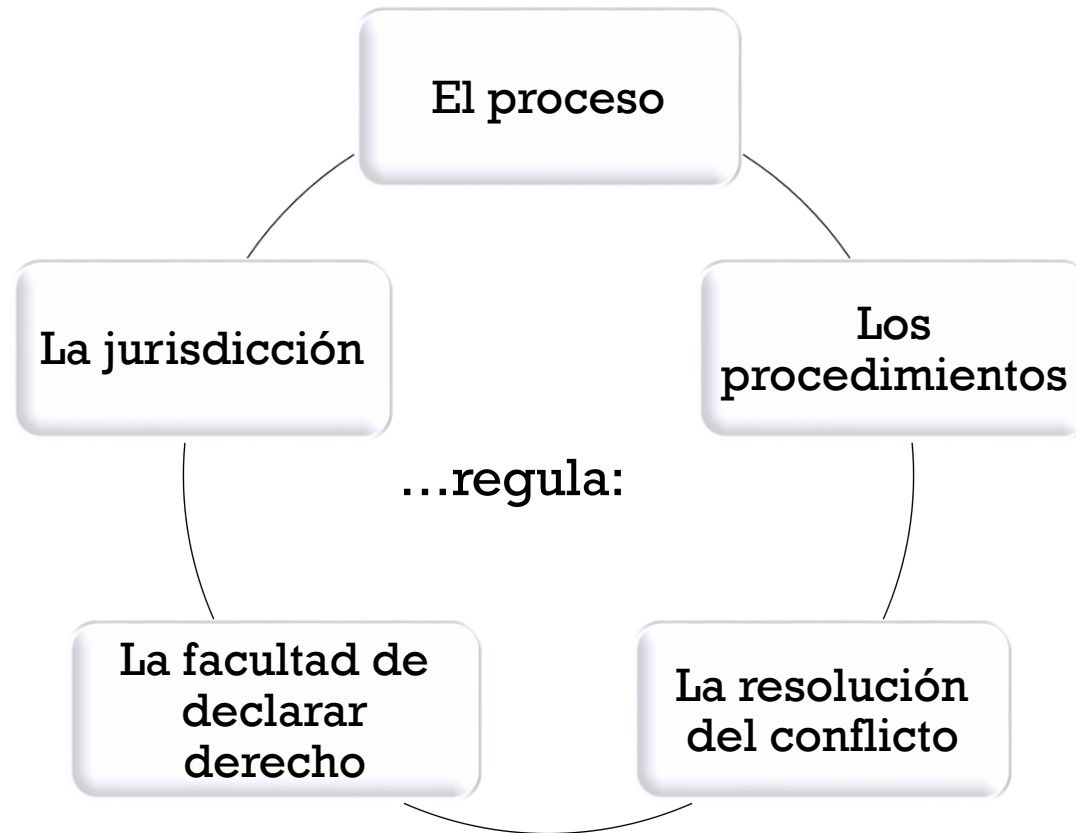 El proceso
La jurisdicción
Los
procedimientos
…regula:
La facultad de
declarar
derecho
La resolución
del conflicto